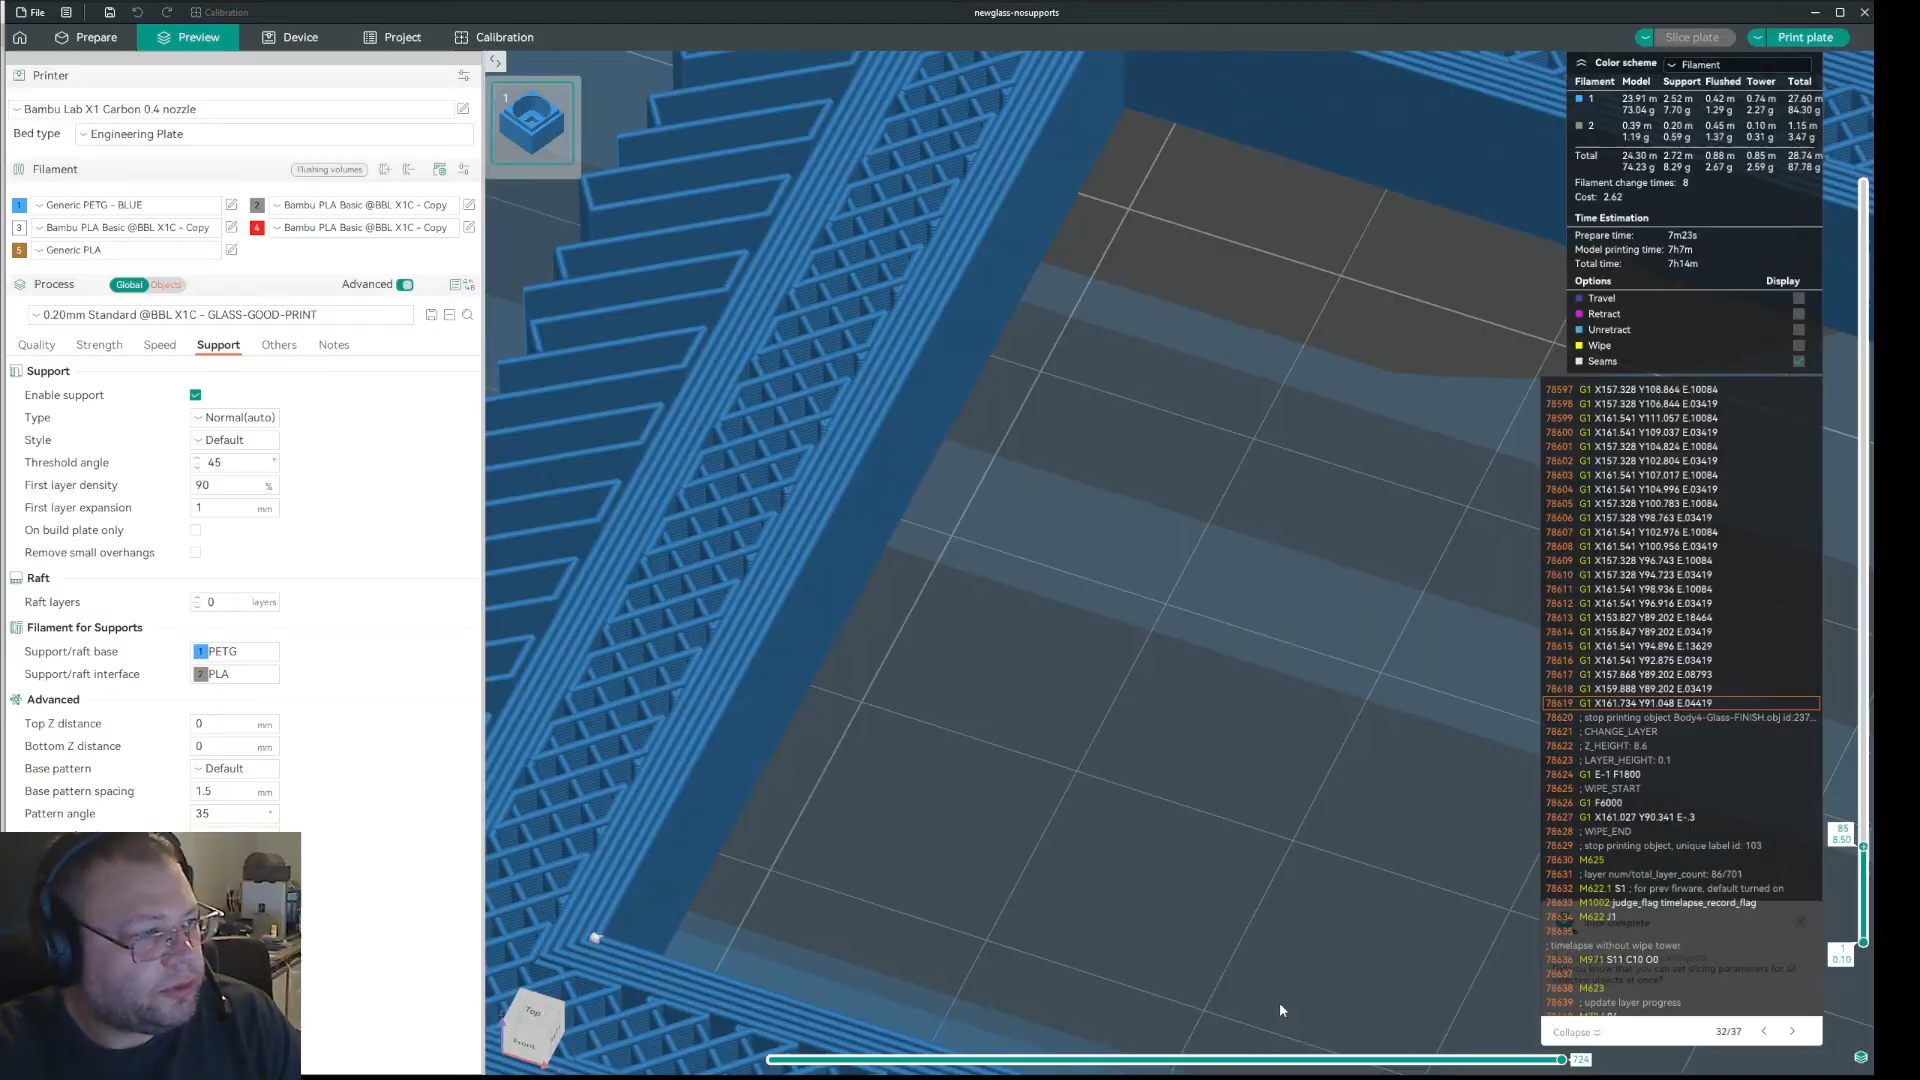 File
Calibration
newglass-nosupports
Prepare
Preview
Device
Project
Calibration
Slice plate
Print plate
Printer
Bambu Lab X1 Carbon 0.4 nozzle
Bed type
Engineering Plate
Filament
Flushing volumes
1 Generic PETG - BLUE
2 Bambu PLA Basic @BBL X1C - Copy
3 Bambu PLA Basic @BBL X1C - Copy
4 Bambu PLA Basic @BBL X1C - Copy
5 Generic PLA
Process
Global Objects
Advanced
0.20mm Standard @BBL X1C - GLASS-GOOD-PRINT
Quality Strength Speed Support Others Notes
Support
Enable support
Type Normal(auto)
Style Default
Threshold angle 45 °
First layer density 90 %
First layer expansion 1 mm
On build plate only
Remove small overhangs
Raft
Raft layers 0 layers
Filament for Supports
Support/raft base 1 PETG
Support/raft interface 2 PLA
Advanced
Top Z distance 0 mm
Bottom Z distance 0 mm
Base pattern Default
Base pattern spacing 1.5 mm
Pattern angle 35 °
1
Top
Front
Color scheme Filament
Filament Model Support Flushed Tower Total
1 23.91 m 2.52 m 0.42 m 0.74 m 27.60 m
73.04 g 7.70 g 1.29 g 2.27 g 84.30 g
2 0.39 m 0.20 m 0.45 m 0.10 m 1.15 m
1.19 g 0.59 g 1.37 g 0.31 g 3.47 g
Total 24.30 m 2.72 m 0.88 m 0.85 m 28.74 m
74.23 g 8.29 g 2.67 g 2.59 g 87.78 g
Filament change times: 8
Cost: 2.62
Time Estimation
Prepare time: 7m23s
Model printing time: 7h7m
Total time: 7h14m
Options Display
Travel
Retract
Unretract
Wipe
Seams
78597 G1 X157.328 Y108.864 E.10084
78598 G1 X157.328 Y106.844 E.03419
78599 G1 X161.541 Y111.057 E.10084
78600 G1 X161.541 Y109.037 E.03419
78601 G1 X157.328 Y104.824 E.10084
78602 G1 X157.328 Y102.804 E.03419
78603 G1 X161.541 Y107.017 E.10084
78604 G1 X161.541 Y104.996 E.03419
78605 G1 X157.328 Y100.783 E.10084
78606 G1 X157.328 Y98.763 E.03419
78607 G1 X161.541 Y102.976 E.10084
78608 G1 X161.541 Y100.956 E.03419
78609 G1 X157.328 Y96.743 E.10084
78610 G1 X157.328 Y94.723 E.03419
78611 G1 X161.541 Y98.936 E.10084
78612 G1 X161.541 Y96.916 E.03419
78613 G1 X153.827 Y89.202 E.18464
78614 G1 X155.847 Y89.202 E.03419
78615 G1 X161.541 Y94.896 E.13629
78616 G1 X161.541 Y92.875 E.03419
78617 G1 X157.868 Y89.202 E.08793
78618 G1 X159.888 Y89.202 E.03419
78619 G1 X161.734 Y91.048 E.04419
78620 ; stop printing object Body4-Glass-FINISH.obj id:237...
78621 ; CHANGE_LAYER
78622 ; Z_HEIGHT: 8.6
78623 ; LAYER_HEIGHT: 0.1
78624 G1 E-1 F1800
78625 ; WIPE_START
78626 G1 F6000
78627 G1 X161.027 Y90.341 E-.3
78628 ; WIPE_END
78629 ; stop printing object, unique label id: 103
78630 M625
78631 ; layer num/total_layer_count: 86/701
78632 M622.1 S1 ; for prev firware, default turned on
78633 M1002 judge_flag timelapse_record_flag
78634 M622 J1
78635
; timelapse without wipe tower
78636 M971 S11 C10 O0
78637
78638 M623
78639 ; update layer progress
Collapse
32/37
85
8.50
1
0.10
724